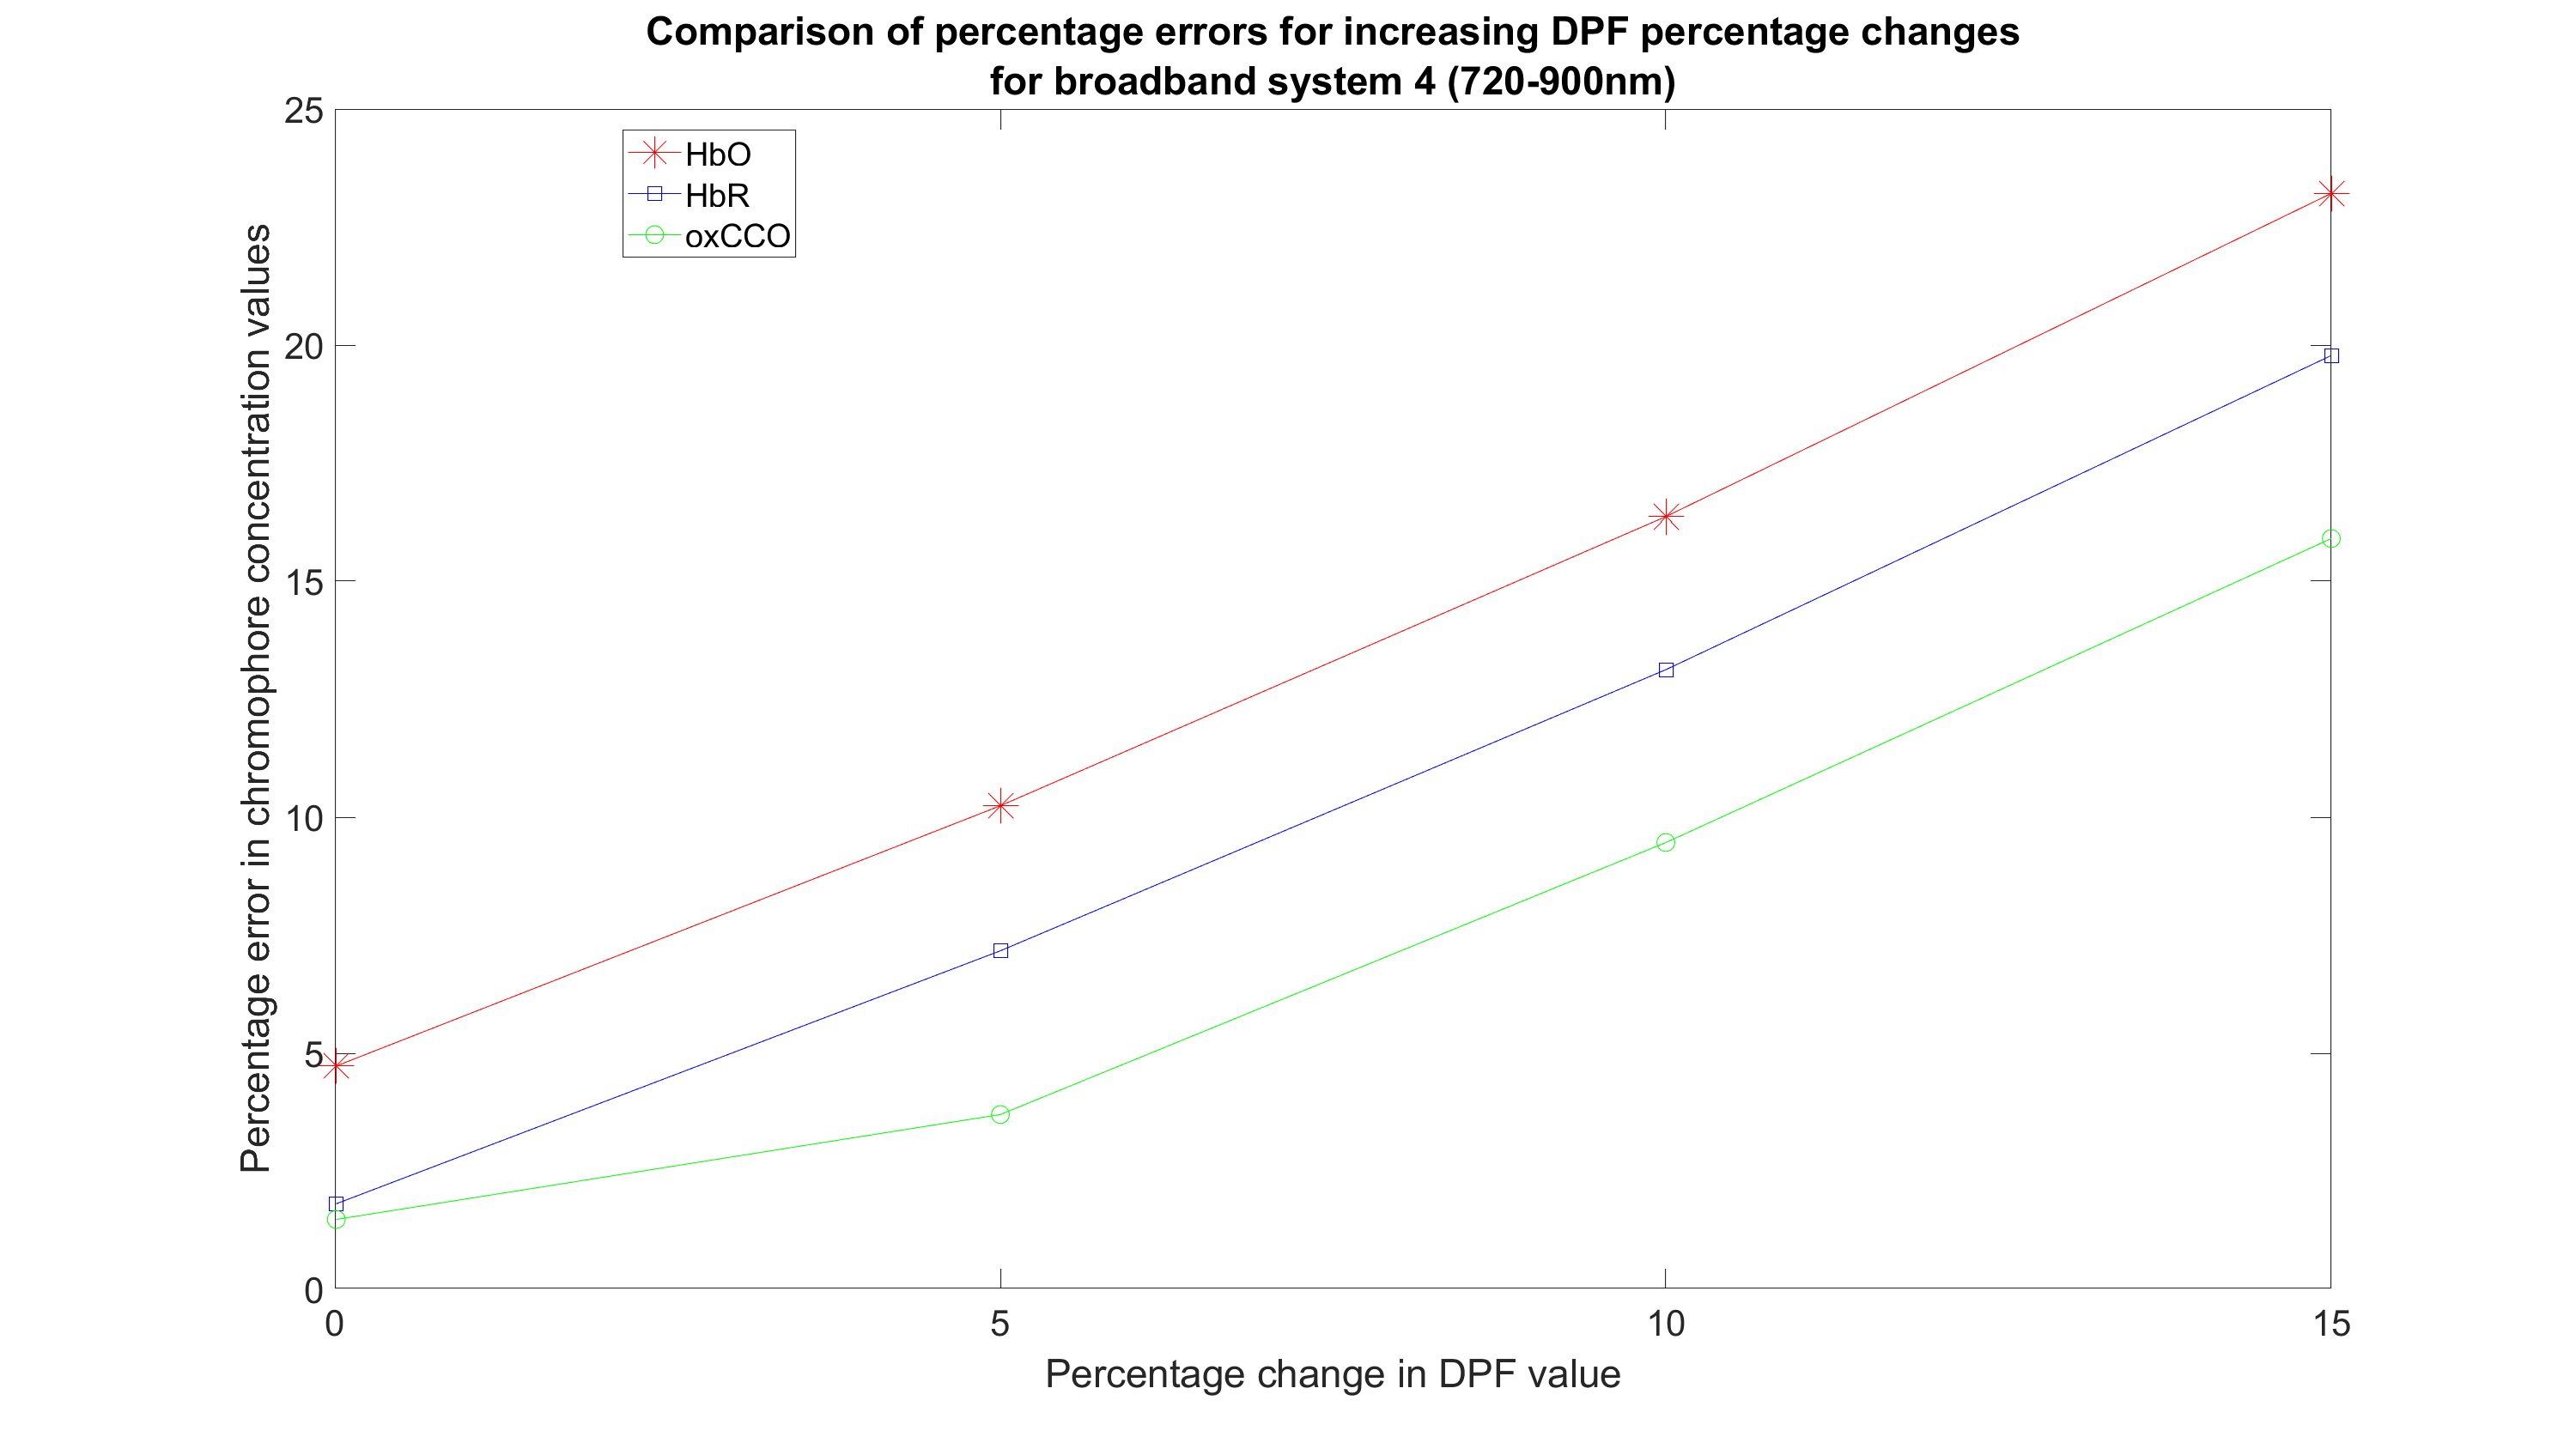 Comparison of percentage errors for increasing DPF percentage changes
for broadband system 4 (720-900nm)
HbO
HbR
oxCCO
Percentage error in chromophore concentration values
25
20
15
10
5
0
0
5
10
15
Percentage change in DPF value